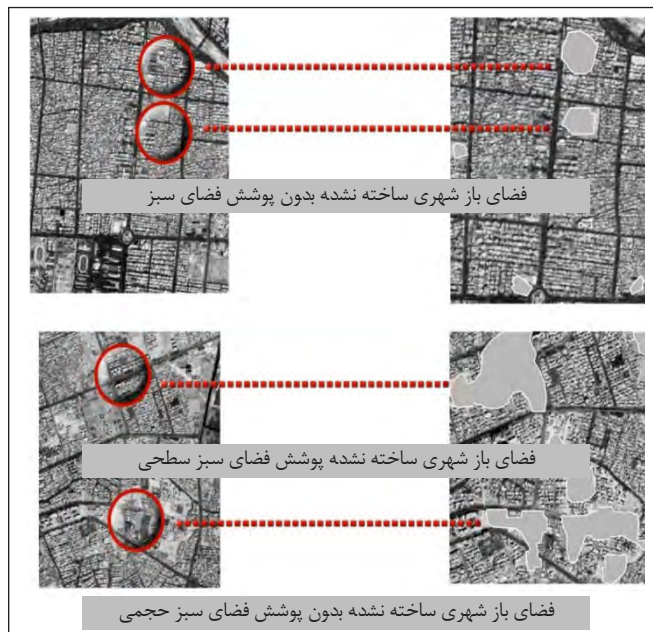 فضای باز شهری ساخته نشده بدون پوشش فضای سبز
فضای باز شهری ساخته نشده پوشش فضای سبز سطحی
فضای باز شهری ساخته نشده بدون پوشش فضای سبز حجمی